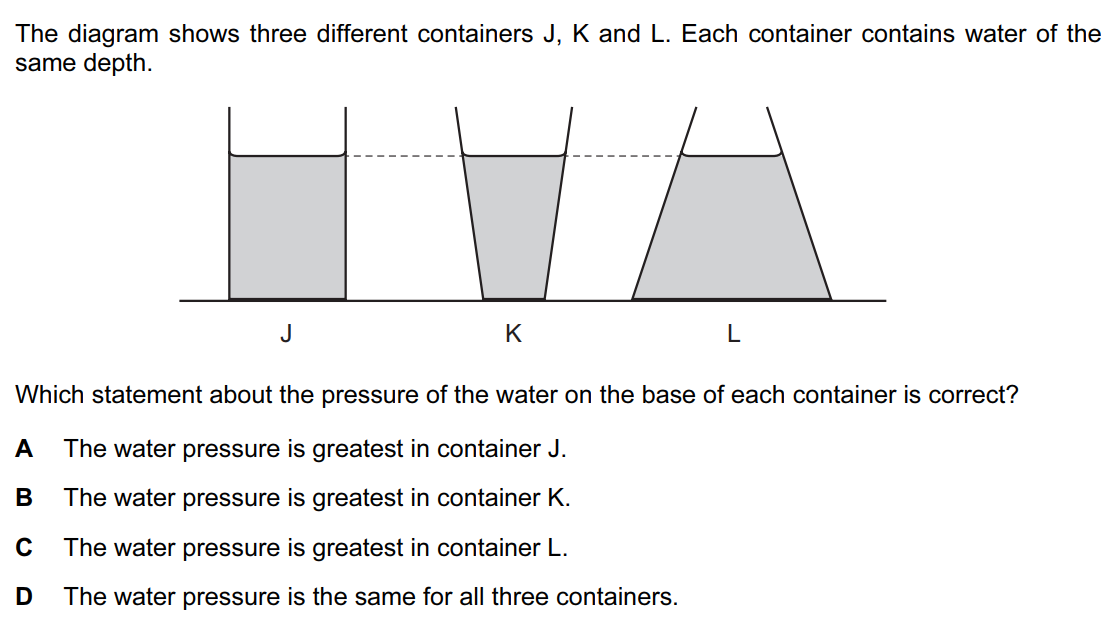 The diagram shows three different containers J, K and L. Each container contains water of the
same depth.
J K L
Which statement about the pressure of the water on the base of each container is correct?
A The water pressure is greatest in container J.
B The water pressure is greatest in container K.
C The water pressure is greatest in container L.
D The water pressure is the same for all three containers.